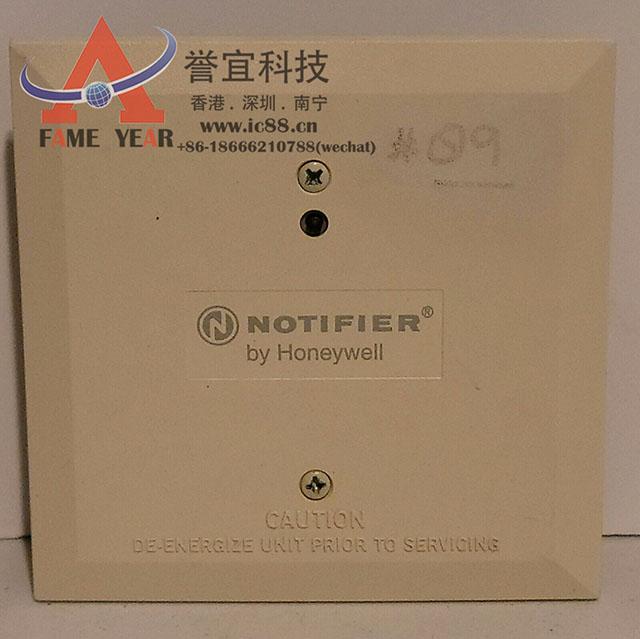 誉宜科技
香港.深圳.南宁
FAME YEAR
www.ic88.cn
+86-18666210788(wechat)
#09
N NOTIFIER®
by Honeywell
CAUTION
DE-ENERGIZE UNIT PRIOR TO SERVICING